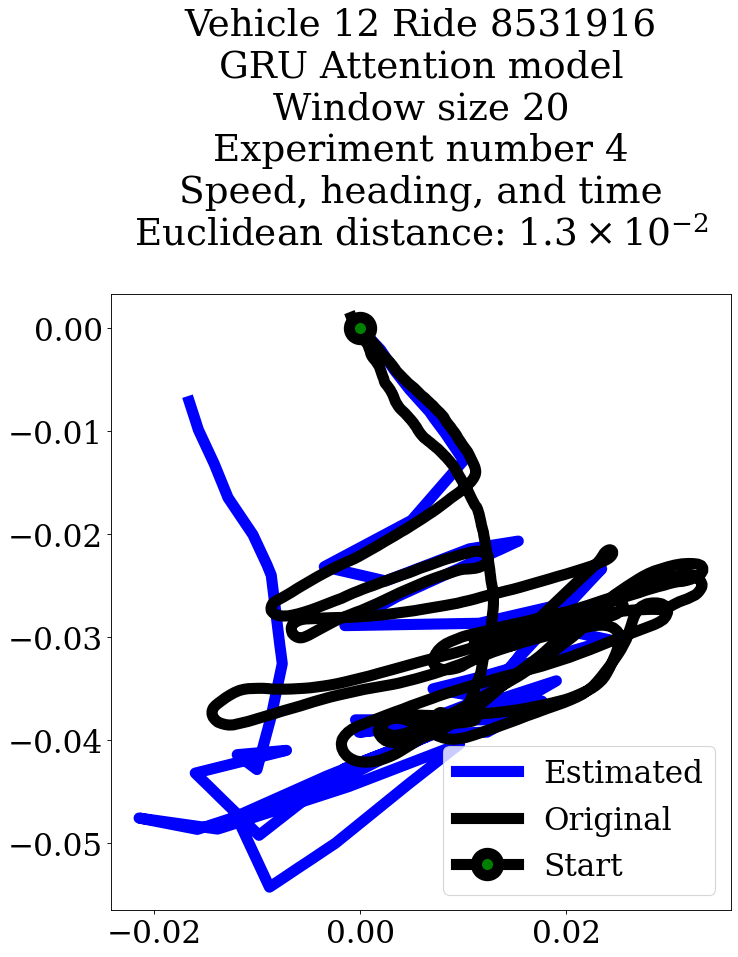 Vehicle 12 Ride 8531916
GRU Attention model
Window size 20
Experiment number 4
Speed, heading, and time
Euclidean distance: 1.3 × 10⁻²
0.00
−0.01
−0.02
−0.03
−0.04
−0.05
Estimated
Original
Start
−0.02 0.00 0.02